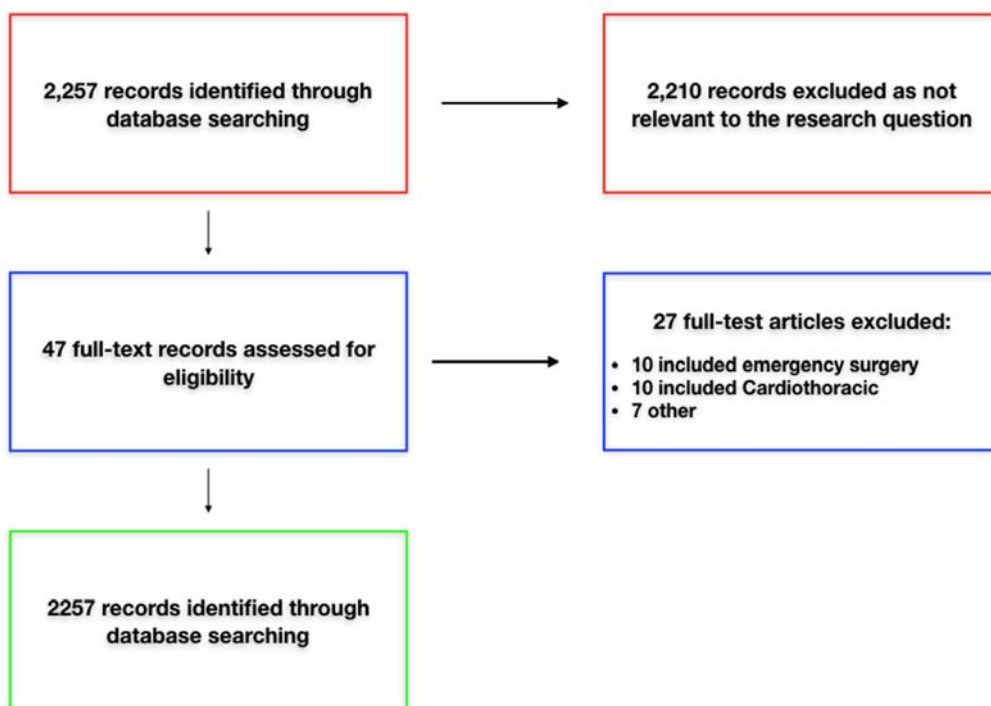 2,257 records identified through
database searching
2,210 records excluded as not
relevant to the research question
47 full-text records assessed for
eligibility
27 full-test articles excluded:
• 10 included emergency surgery
• 10 included Cardiothoracic
• 7 other
2257 records identified through
database searching